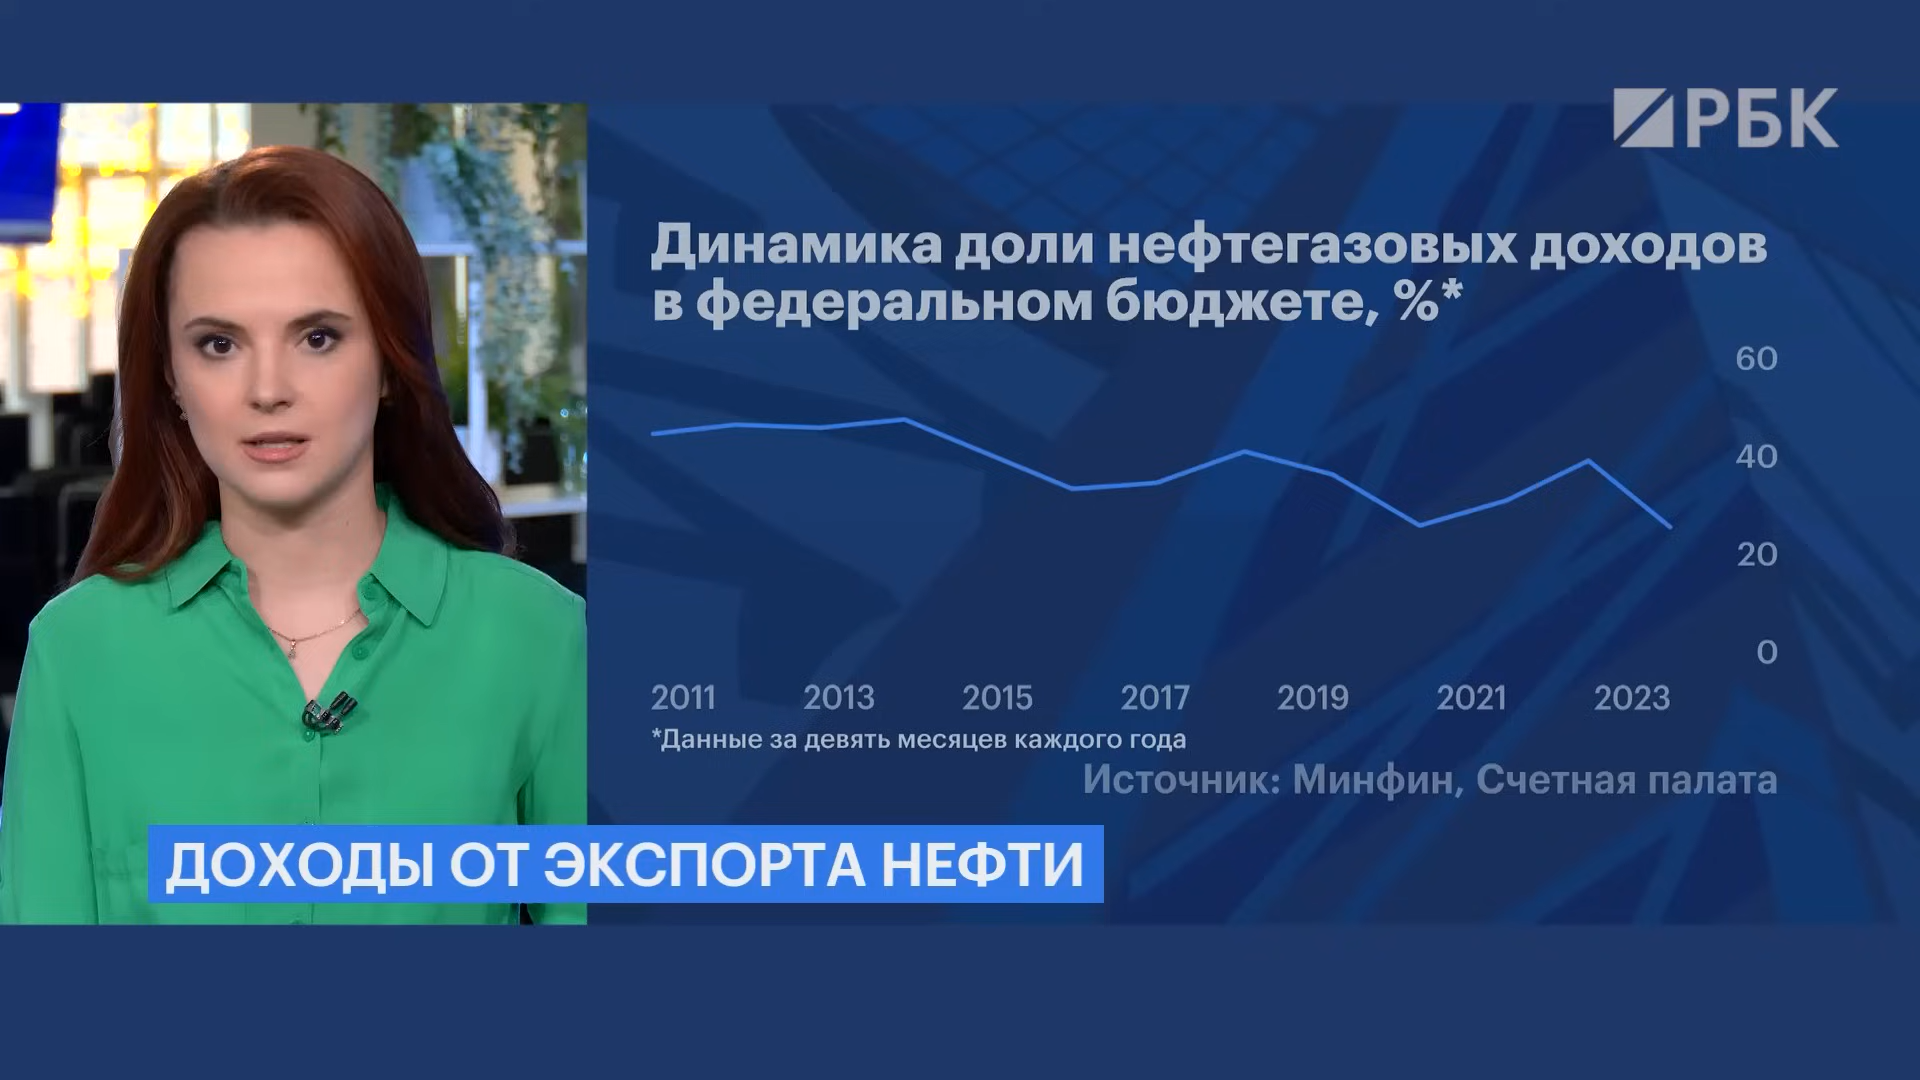 РБК
Динамика доли нефтегазовых доходов
в федеральном бюджете, %*
60
40
20
0
2011 2013 2015 2017 2019 2021 2023
*Данные за девять месяцев каждого года
Источник: Минфин, Счетная палата
ДОХОДЫ ОТ ЭКСПОРТА НЕФТИ